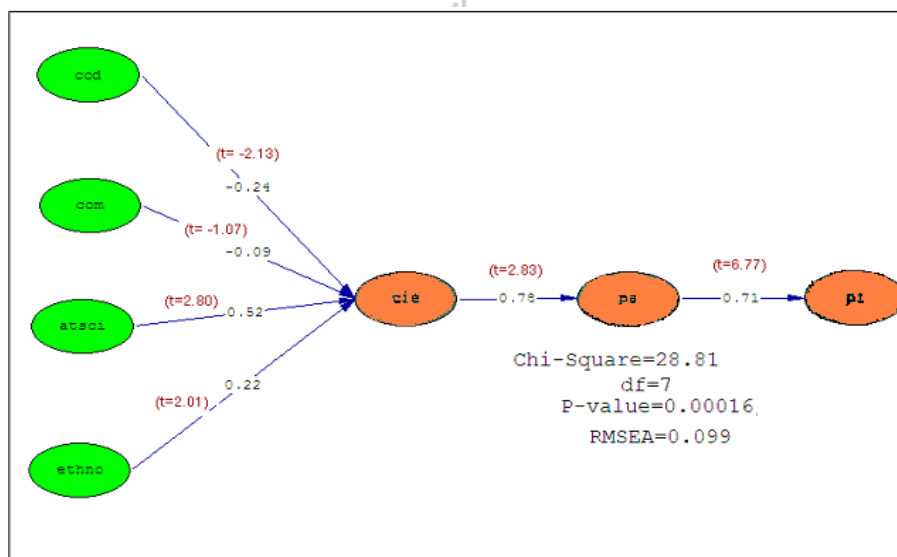 cod
(t= -2.13)
-0.24
com
(t= -1.07)
-0.09
cie
(t=2.83)
0.78
pa
(t=6.77)
0.71
pi
atsci
(t=2.80)
0.52
0.22
(t=2.01)
ethno
Chi-Square=28.81
df=7
P-value=0.00016,
RMSEA=0.099